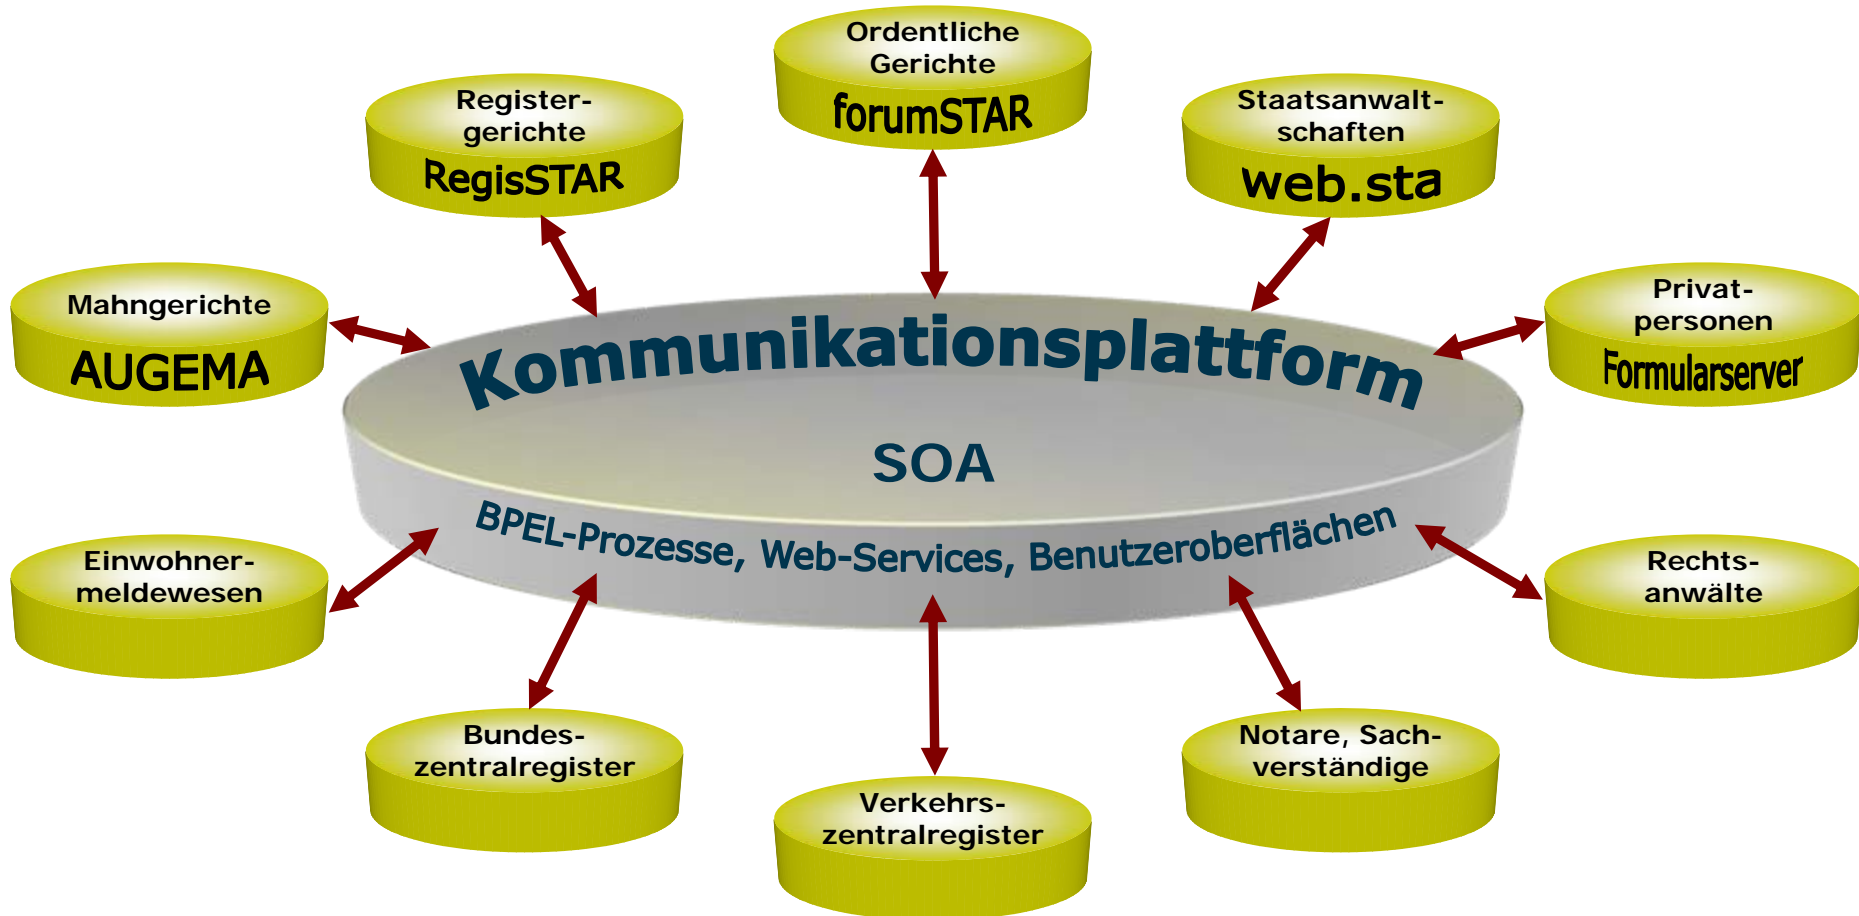 Ordentliche
Gerichte
forumSTAR
Register-
gerichte
RegisSTAR
Staatsanwalt-
schaften
web.sta
Mahngerichte
AUGEMA
Privat-
personen
Formularserver
Kommunikationsplattform
SOA
BPEL-Prozesse, Web-Services, Benutzeroberflächen
Einwohner-
meldewesen
Rechts-
anwälte
Bundes-
zentralregister
Notare, Sach-
verständige
Verkehrs-
zentralregister